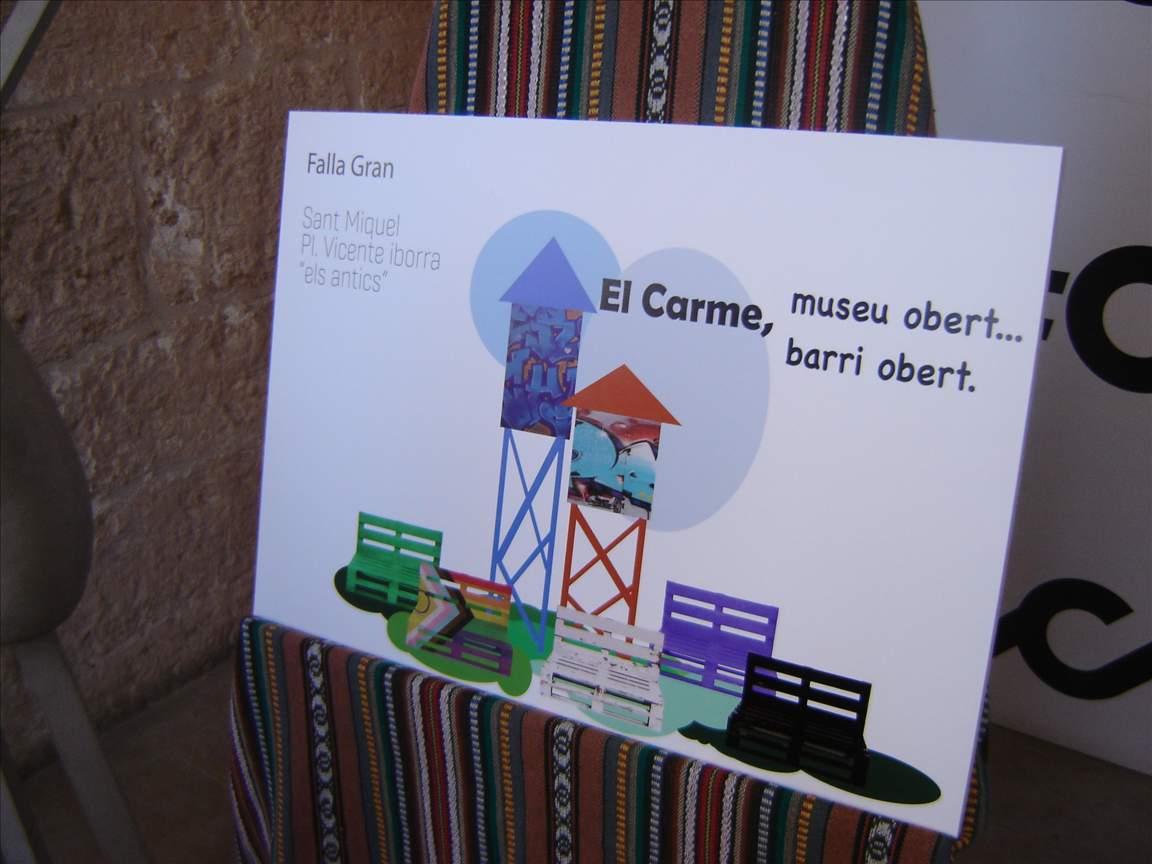 Falla Gran
Sant Miquel
Pl. Vicente iborra
"els antics"
El Carme, museu obert...
barri obert.